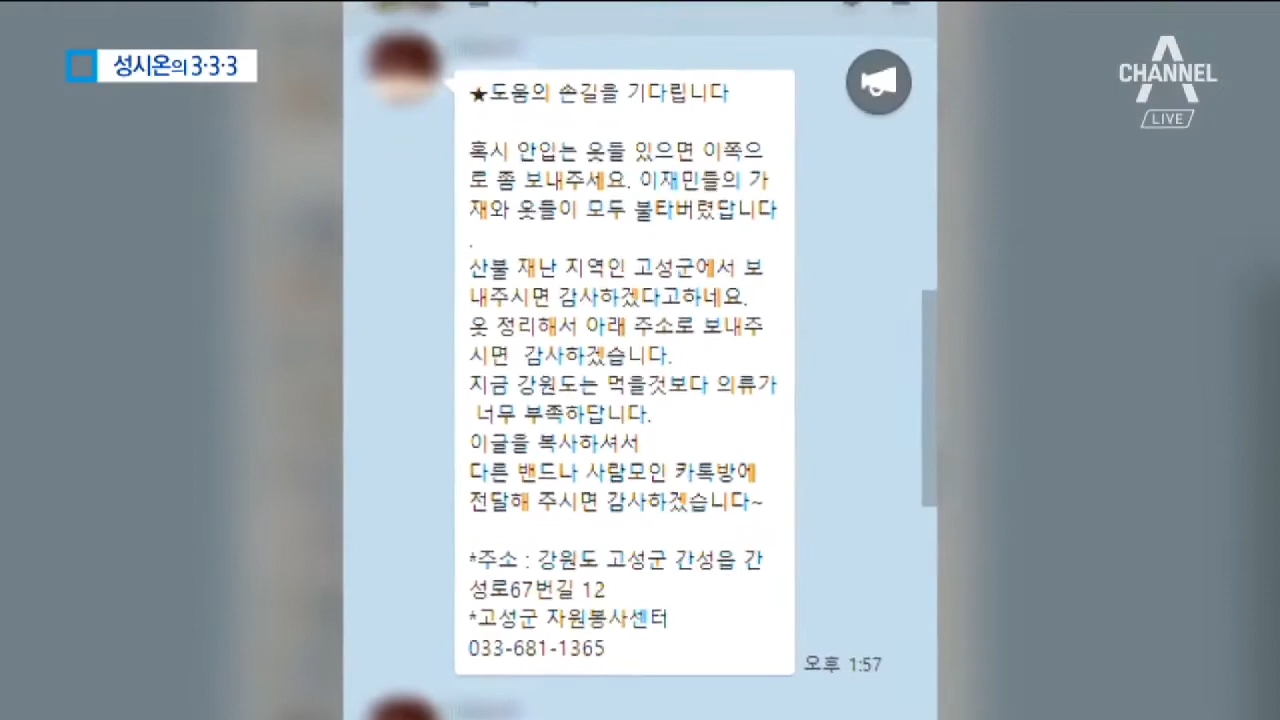 성시온의 3·3·3
CHANNEL A
LIVE
★도움의 손길을 기다립니다
혹시 안입는 옷들 있으면 이쪽으
로 좀 보내주세요. 이재민들의 가
재와 옷들이 모두 불타버렸답니다
.
산불 재난 지역인 고성군에서 보
내주시면 감사하겠다고하네요.
옷 정리해서 아래 주소로 보내주
시면  감사하겠습니다.
지금 강원도는 먹을것보다 의류가
너무 부족하답니다.
이글을 복사하셔서
다른 밴드나 사람모인 카톡방에
전달해 주시면 감사하겠습니다~
*주소 : 강원도 고성군 간성읍 간
성로67번길 12
*고성군 자원봉사센터
033-681-1365
오후 1:57